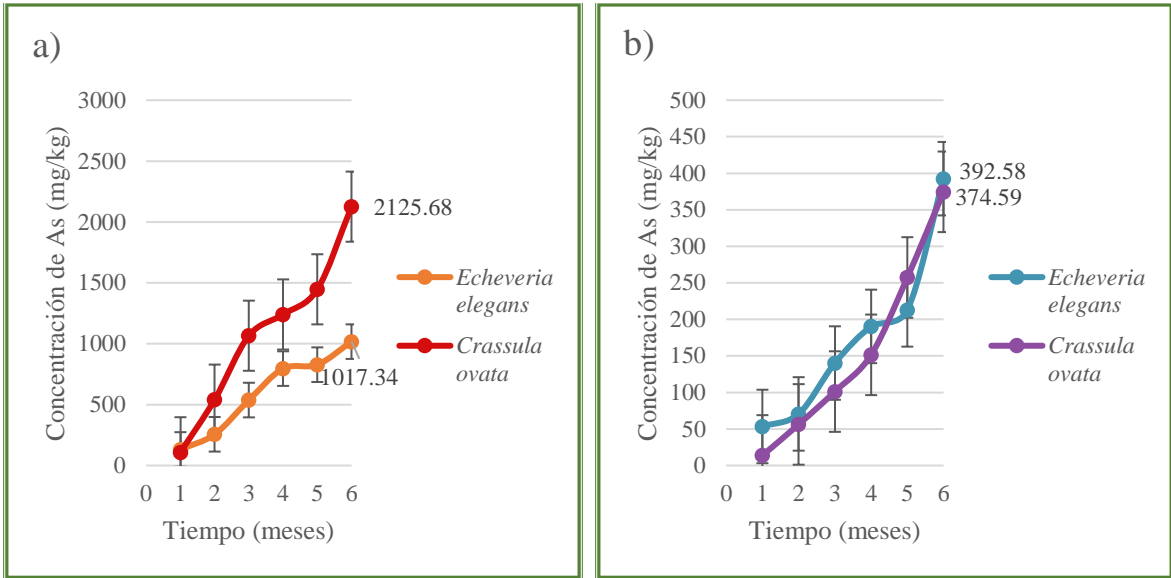 a)
Concentración de As (mg/kg)
3000
2500
2000
1500
1000
500
0
0 1 2 3 4 5 6
Tiempo (meses)
2125.68
1017.34
Echeveria
elegans
Crassula
ovata
b)
Concentración de As (mg/kg)
500
450
400
350
300
250
200
150
100
50
0
0 1 2 3 4 5 6
Tiempo (meses)
392.58
374.59
Echeveria
elegans
Crassula
ovata